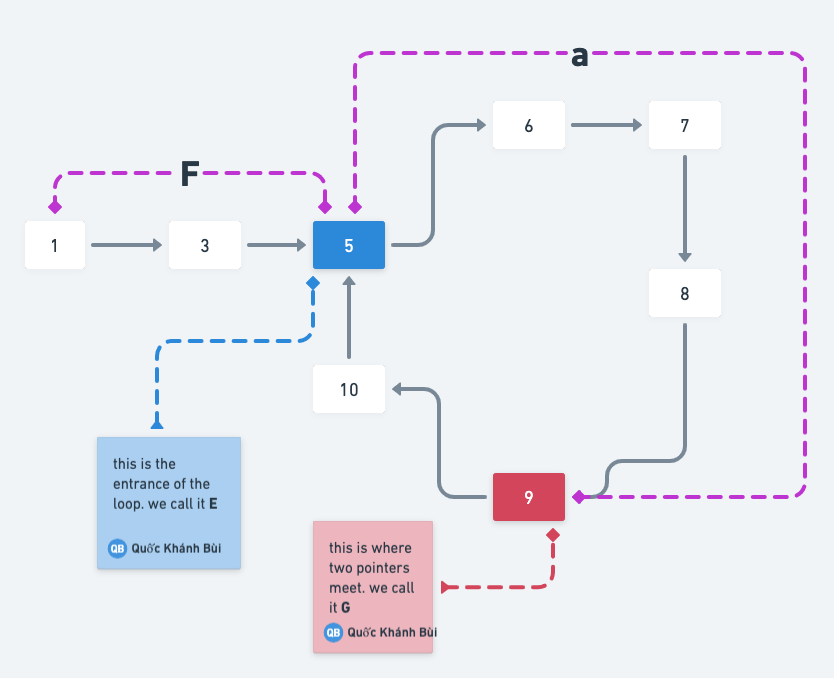 a
6
7
F
1
3
5
8
10
this is the
entrance of the
loop. we call it E
QB Quốc Khánh Bùi
9
this is where
two pointers
meet. we call
it G
QB Quốc Khánh Bùi